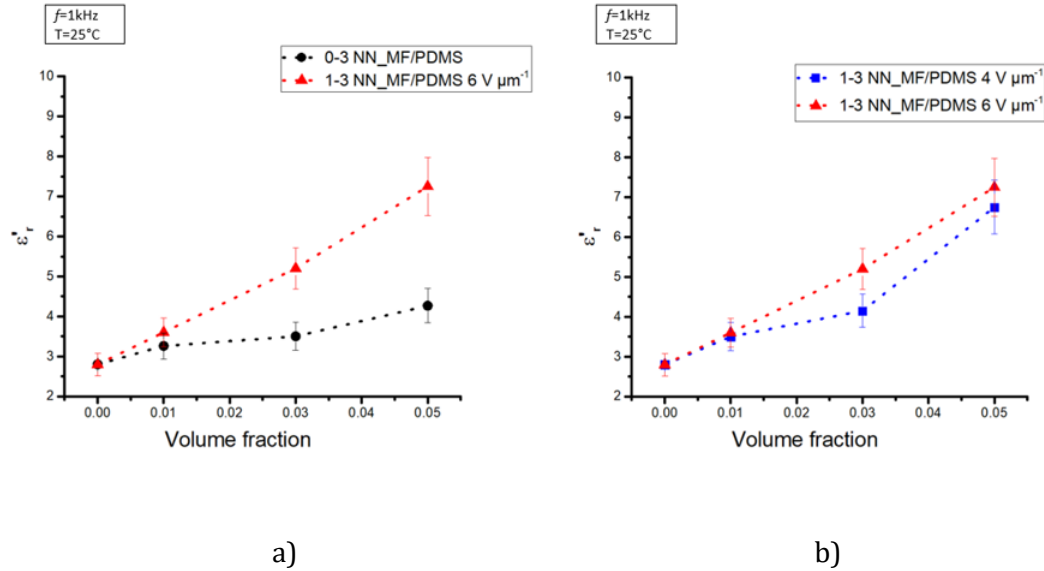 f=1kHz
T=25°C
0-3 NN_MF/PDMS
1-3 NN_MF/PDMS 6 V µm⁻¹
10
9
8
7
6
5
4
3
2
ε'r
0.00 0.01 0.02 0.03 0.04 0.05
Volume fraction
a)
f=1kHz
T=25°C
1-3 NN_MF/PDMS 4 V µm⁻¹
1-3 NN_MF/PDMS 6 V µm⁻¹
10
9
8
7
6
5
4
3
2
ε'r
0.00 0.01 0.02 0.03 0.04 0.05
Volume fraction
b)